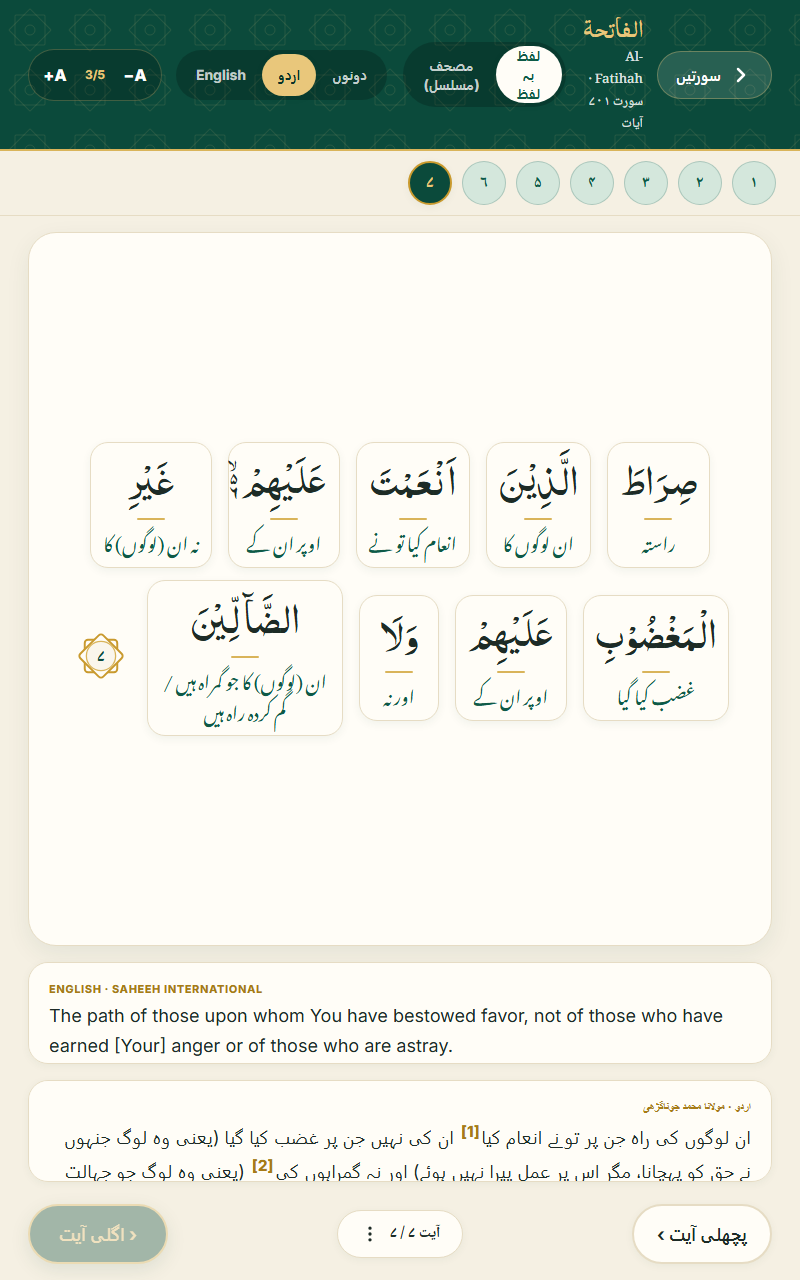 سورتیں
الفاتحة
Al-
Fatihah ·
سورت ۱ · ۷
آیات
لفظ
بہ
لفظ
مصحف
(مسلسل)
دونوں
اردو
English
A−
3/5
A+
۱
۲
۳
۴
۵
۶
۷
صِرَاطَ
الَّذِيْنَ
اَنْعَمْتَ
عَلَيْهِمْ ۙ۬
غَيْرِ
راستہ
ان لوگوں کا
انعام کیا تو نے
اوپر ان کے
نہ ان (لوگوں) کا
الْمَغْضُوْبِ
عَلَيْهِمْ
وَلَا
الضَّآلِّيْنَ
۷
غضب کیا گیا
اوپر ان کے
اور نہ
ان (لوگوں) کا جو گمراہ ہیں /
گم کردہ راہ ہیں
ENGLISH · SAHEEH INTERNATIONAL
The path of those upon whom You have bestowed favor, not of those who have
earned [Your] anger or of those who are astray.
اردو · مولانا محمد جوناگڑھی
ان لوگوں کی راہ جن پر تو نے انعام کیا[1] ان کی نہیں جن پر غضب کیا گیا (یعنی وہ لوگ جنہوں
نے حق کو پہچانا، مگر اس پر عمل پیرا نہیں ہوئے) اور نہ گمراہوں کی[2] (یعنی وہ لوگ جو جہالت
پچھلی آیت
آیت ۷ / ۷
اگلی آیت